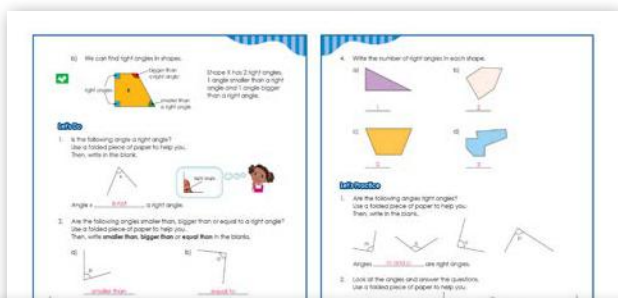 b) We can find right angles in shapes.
bigger than
a right angle
right angles
X
smaller than
a right angle
Shape X has 2 right angles,
1 angle smaller than a right
angle and 1 angle bigger
than a right angle.
Let's Do
1. Is the following angle a right angle?
Use a folded piece of paper to help you.
Then, write in the blank.
right angle
Angle x is not a right angle.
2. Are the following angles smaller than, bigger than or equal to a right angle?
Use a folded piece of paper to help you.
Then, write smaller than, bigger than or equal to in the blanks.
a)
b)
smaller than
equal to
4. Write the number of right angles in each shape.
a)
b)
1
c)
d)
0
Let's Practice
1. Are the following angles right angles?
Use a folded piece of paper to help you.
Then, write in the blank.
Angles are right angles.
2. Look at the angles and answer the questions.
Use a folded piece of paper to help you.